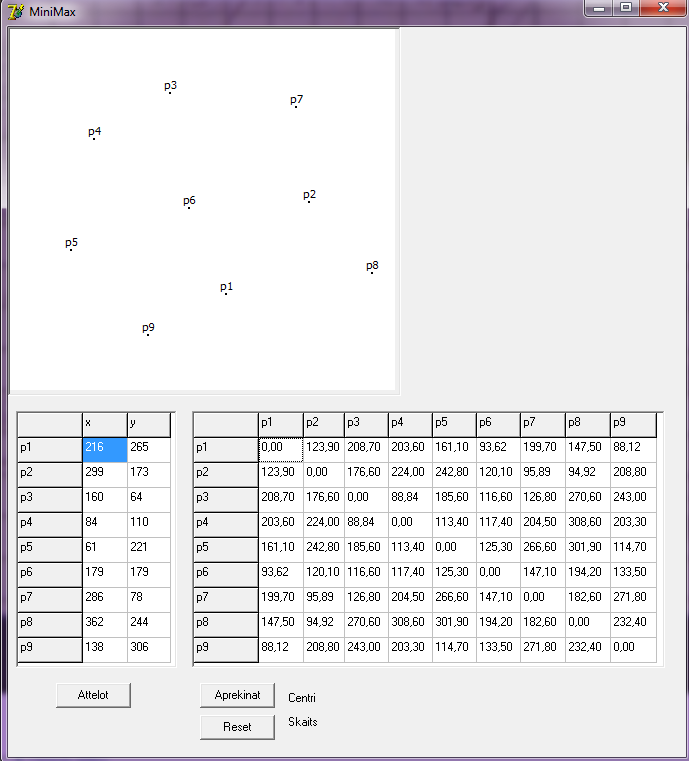 MiniMax
p3
p7
p4
p2
p6
p5
p8
p1
p9
x y
p1 216 265
p2 299 173
p3 160 64
p4 84 110
p5 61 221
p6 179 179
p7 286 78
p8 362 244
p9 138 306
p1 p2 p3 p4 p5 p6 p7 p8 p9
p1 0,00 123,90 208,70 203,60 161,10 93,62 199,70 147,50 88,12
p2 123,90 0,00 176,60 224,00 242,80 120,10 95,89 94,92 208,80
p3 208,70 176,60 0,00 88,84 185,60 116,60 126,80 270,60 243,00
p4 203,60 224,00 88,84 0,00 113,40 117,40 204,50 308,60 203,30
p5 161,10 242,80 185,60 113,40 0,00 125,30 266,60 301,90 114,70
p6 93,62 120,10 116,60 117,40 125,30 0,00 147,10 194,20 133,50
p7 199,70 95,89 126,80 204,50 266,60 147,10 0,00 182,60 271,80
p8 147,50 94,92 270,60 308,60 301,90 194,20 182,60 0,00 232,40
p9 88,12 208,80 243,00 203,30 114,70 133,50 271,80 232,40 0,00
Attelot
Aprekinat
Centri
Reset
Skaits